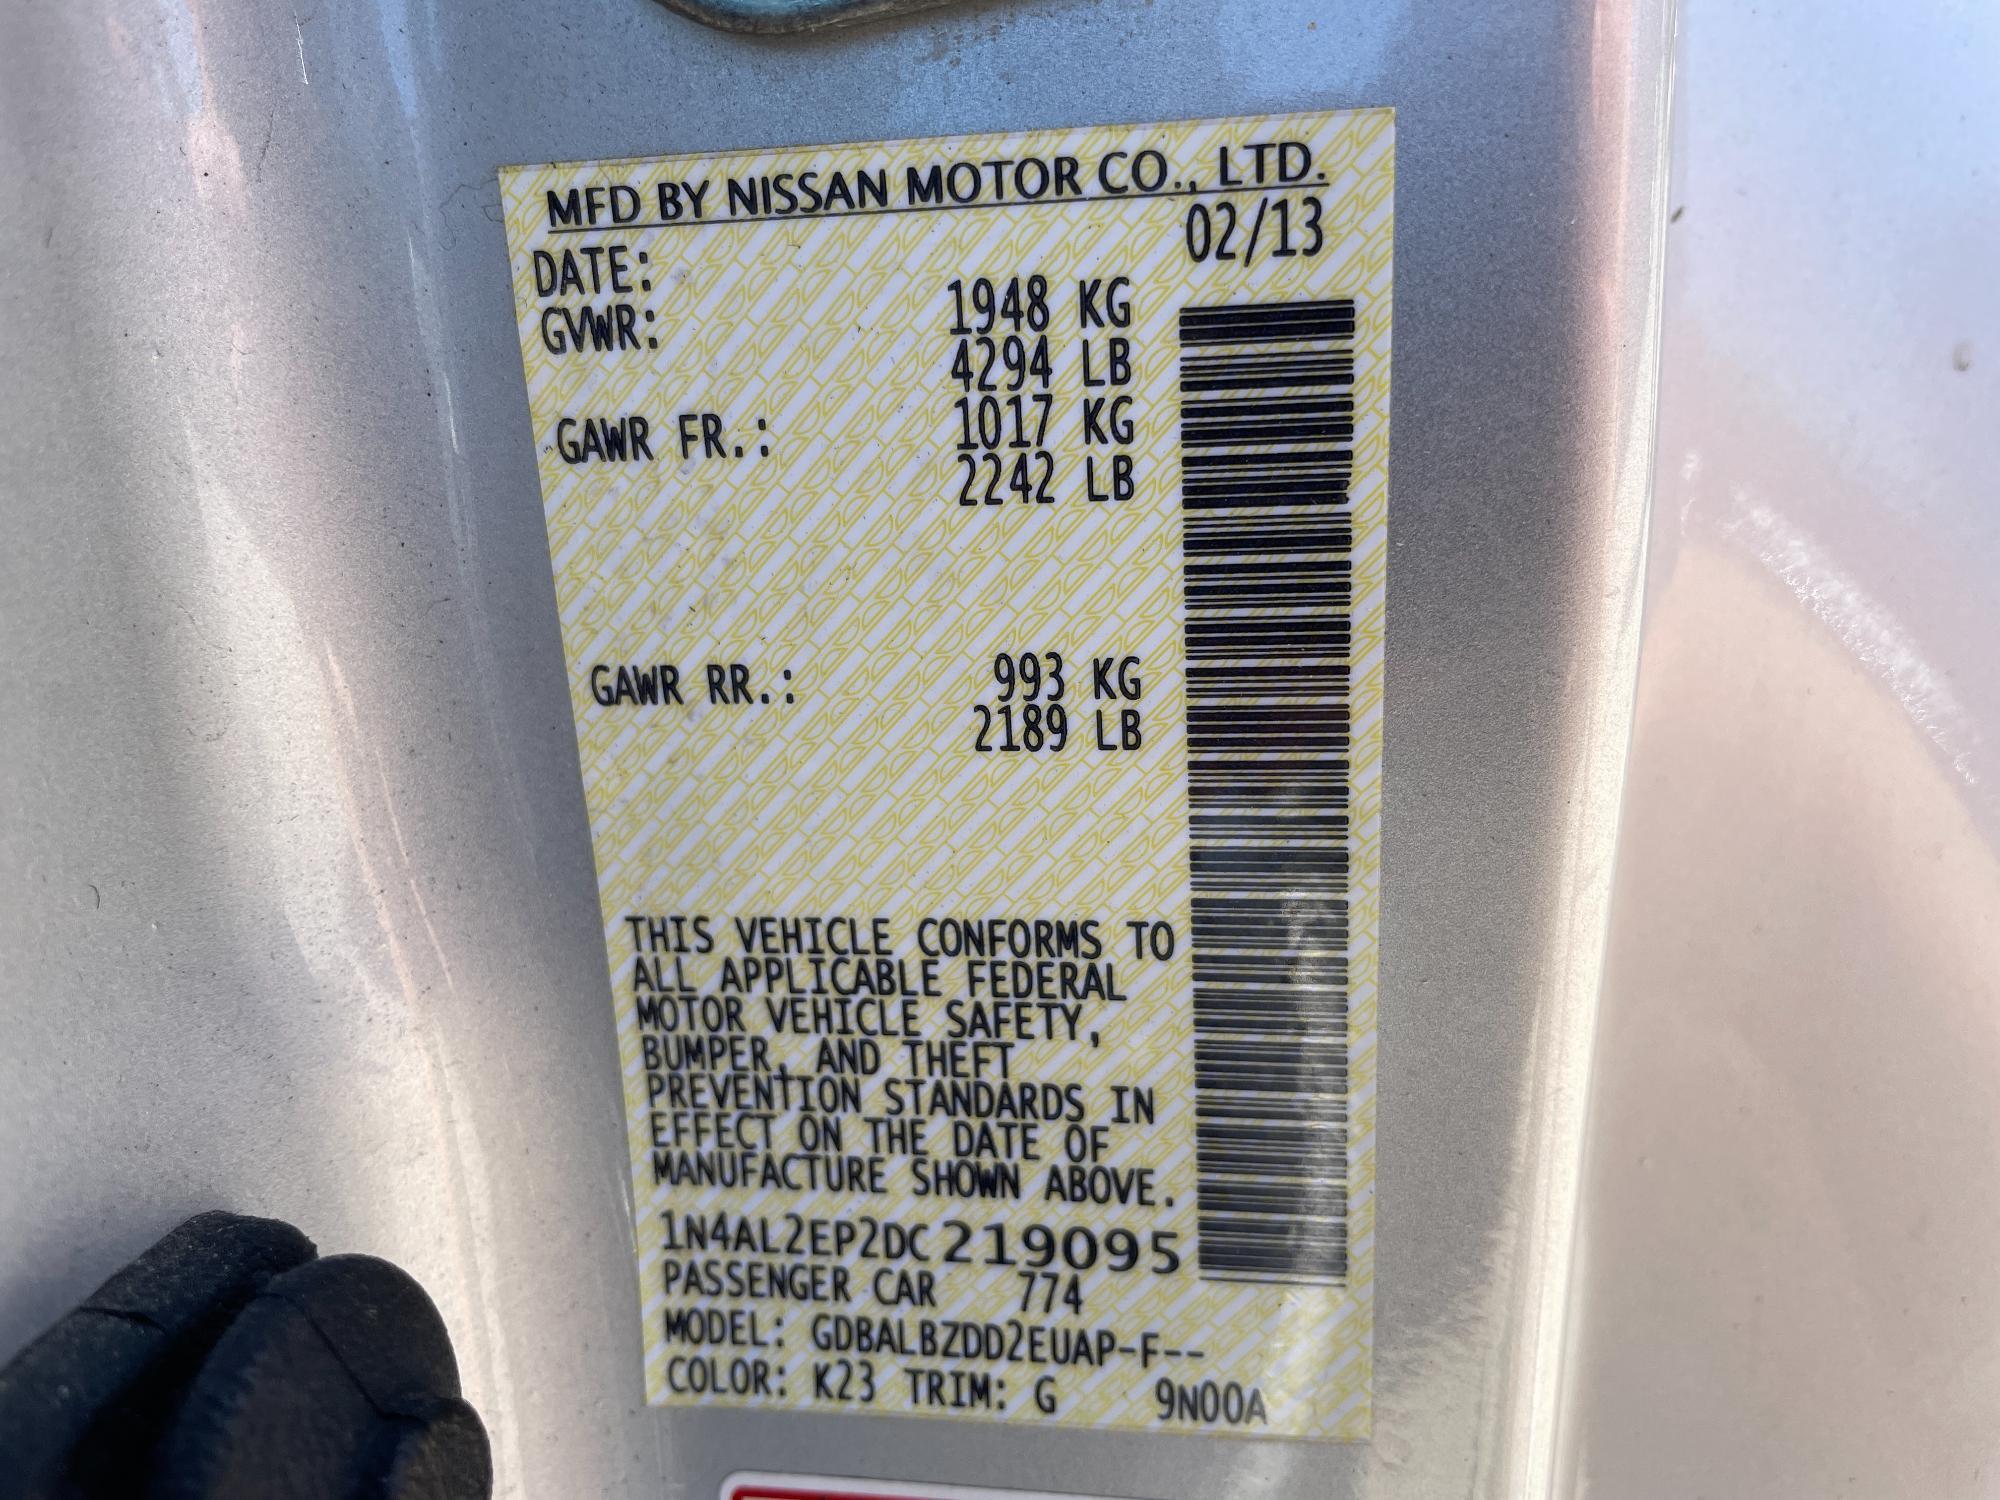 MFD BY NISSAN MOTOR CO., LTD.
DATE: 02/13
GVWR: 1948 KG
4294 LB
GAWR FR.: 1017 KG
2242 LB
GAWR RR.: 993 KG
2189 LB
THIS VEHICLE CONFORMS TO
ALL APPLICABLE FEDERAL
MOTOR VEHICLE SAFETY,
BUMPER, AND THEFT
PREVENTION STANDARDS IN
EFFECT ON THE DATE OF
MANUFACTURE SHOWN ABOVE.
1N4AL2EP2DC219095
PASSENGER CAR 774
MODEL: GDBALBZDD2EUAP-F--
COLOR: K23 TRIM: G 9N00A